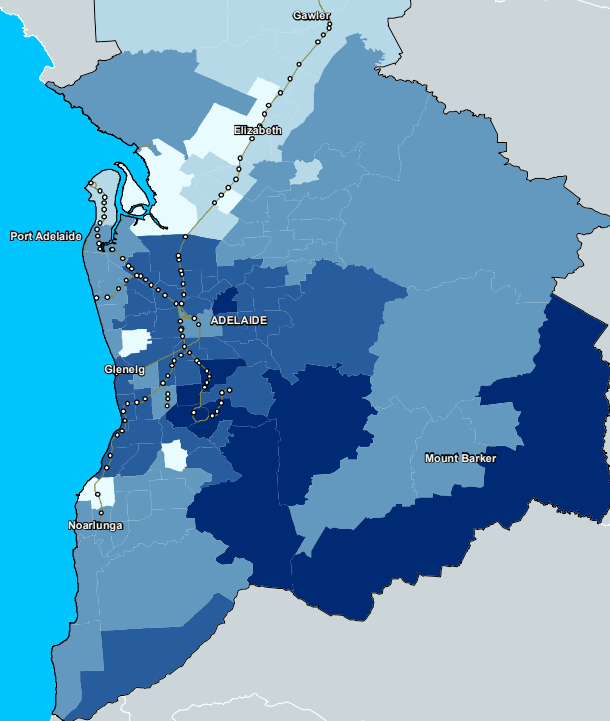 Gawler
Elizabeth
Port Adelaide
ADELAIDE
Glenelg
Mount Barker
Noarlunga